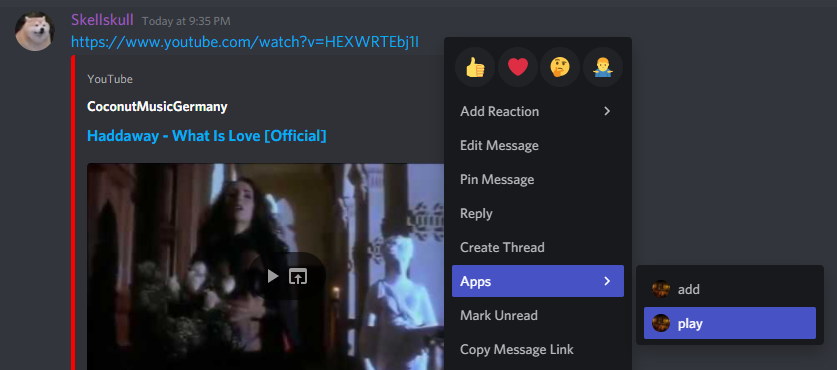 Skellskull Today at 9:35 PM
https://www.youtube.com/watch?v=HEXWRTEbj1I
YouTube
CoconutMusicGermany
Haddaway - What Is Love [Official]
Add Reaction
Edit Message
Pin Message
Reply
Create Thread
Apps
add
play
Mark Unread
Copy Message Link